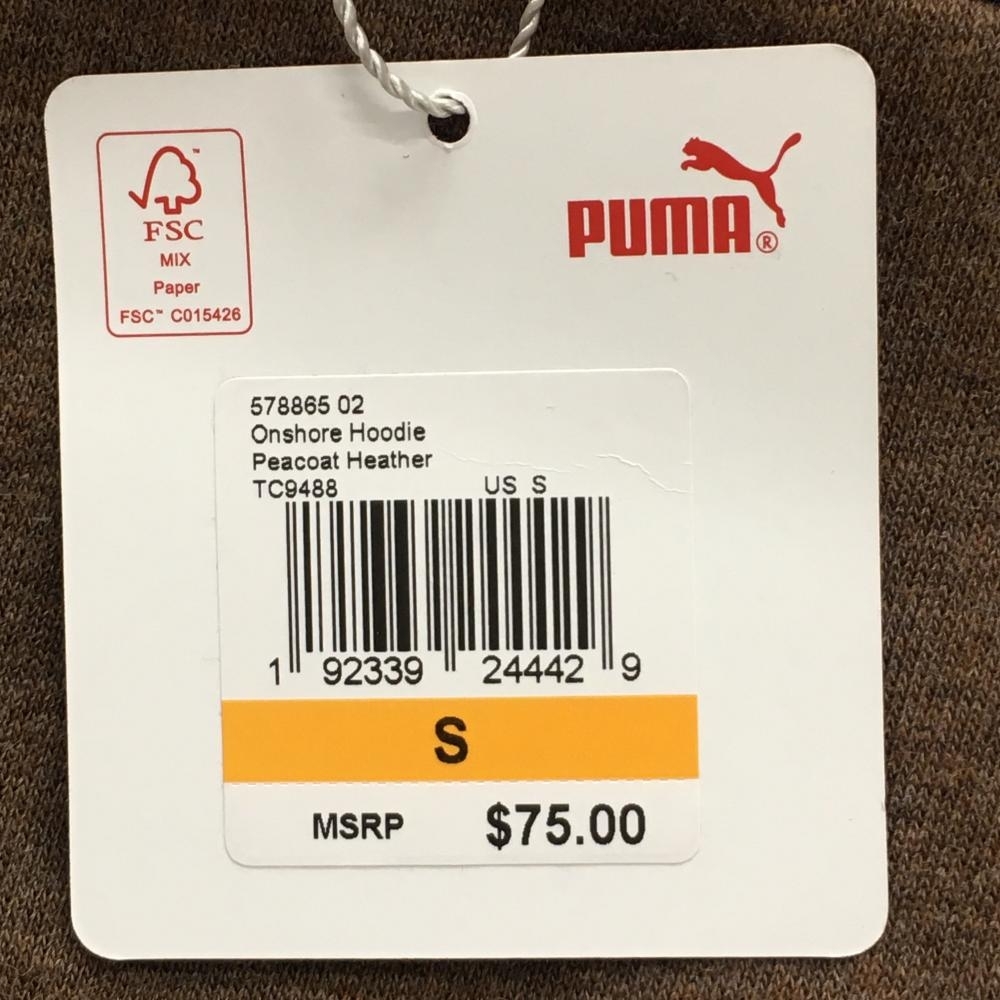 FSC™
MIX
Paper
FSC™ C015426
PUMA®
578865 02
Onshore Hoodie
Peacoat Heather
TC9488 US S
1 92339 24442 9
S
MSRP $75.00